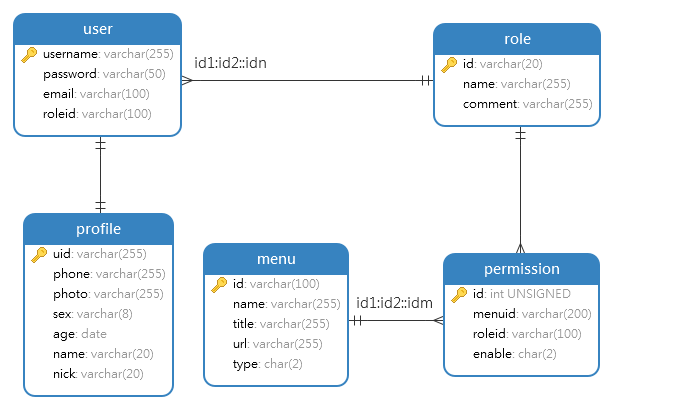 user
username: varchar(255)
password: varchar(50)
email: varchar(100)
roleid: varchar(100)
id1:id2::idn
role
id: varchar(20)
name: varchar(255)
comment: varchar(255)
profile
uid: varchar(255)
phone: varchar(255)
photo: varchar(255)
sex: varchar(8)
age: date
name: varchar(20)
nick: varchar(20)
menu
id: varchar(100)
name: varchar(255)
title: varchar(255)
url: varchar(255)
type: char(2)
id1:id2::idm
permission
id: int UNSIGNED
menuid: varchar(200)
roleid: varchar(100)
enable: char(2)